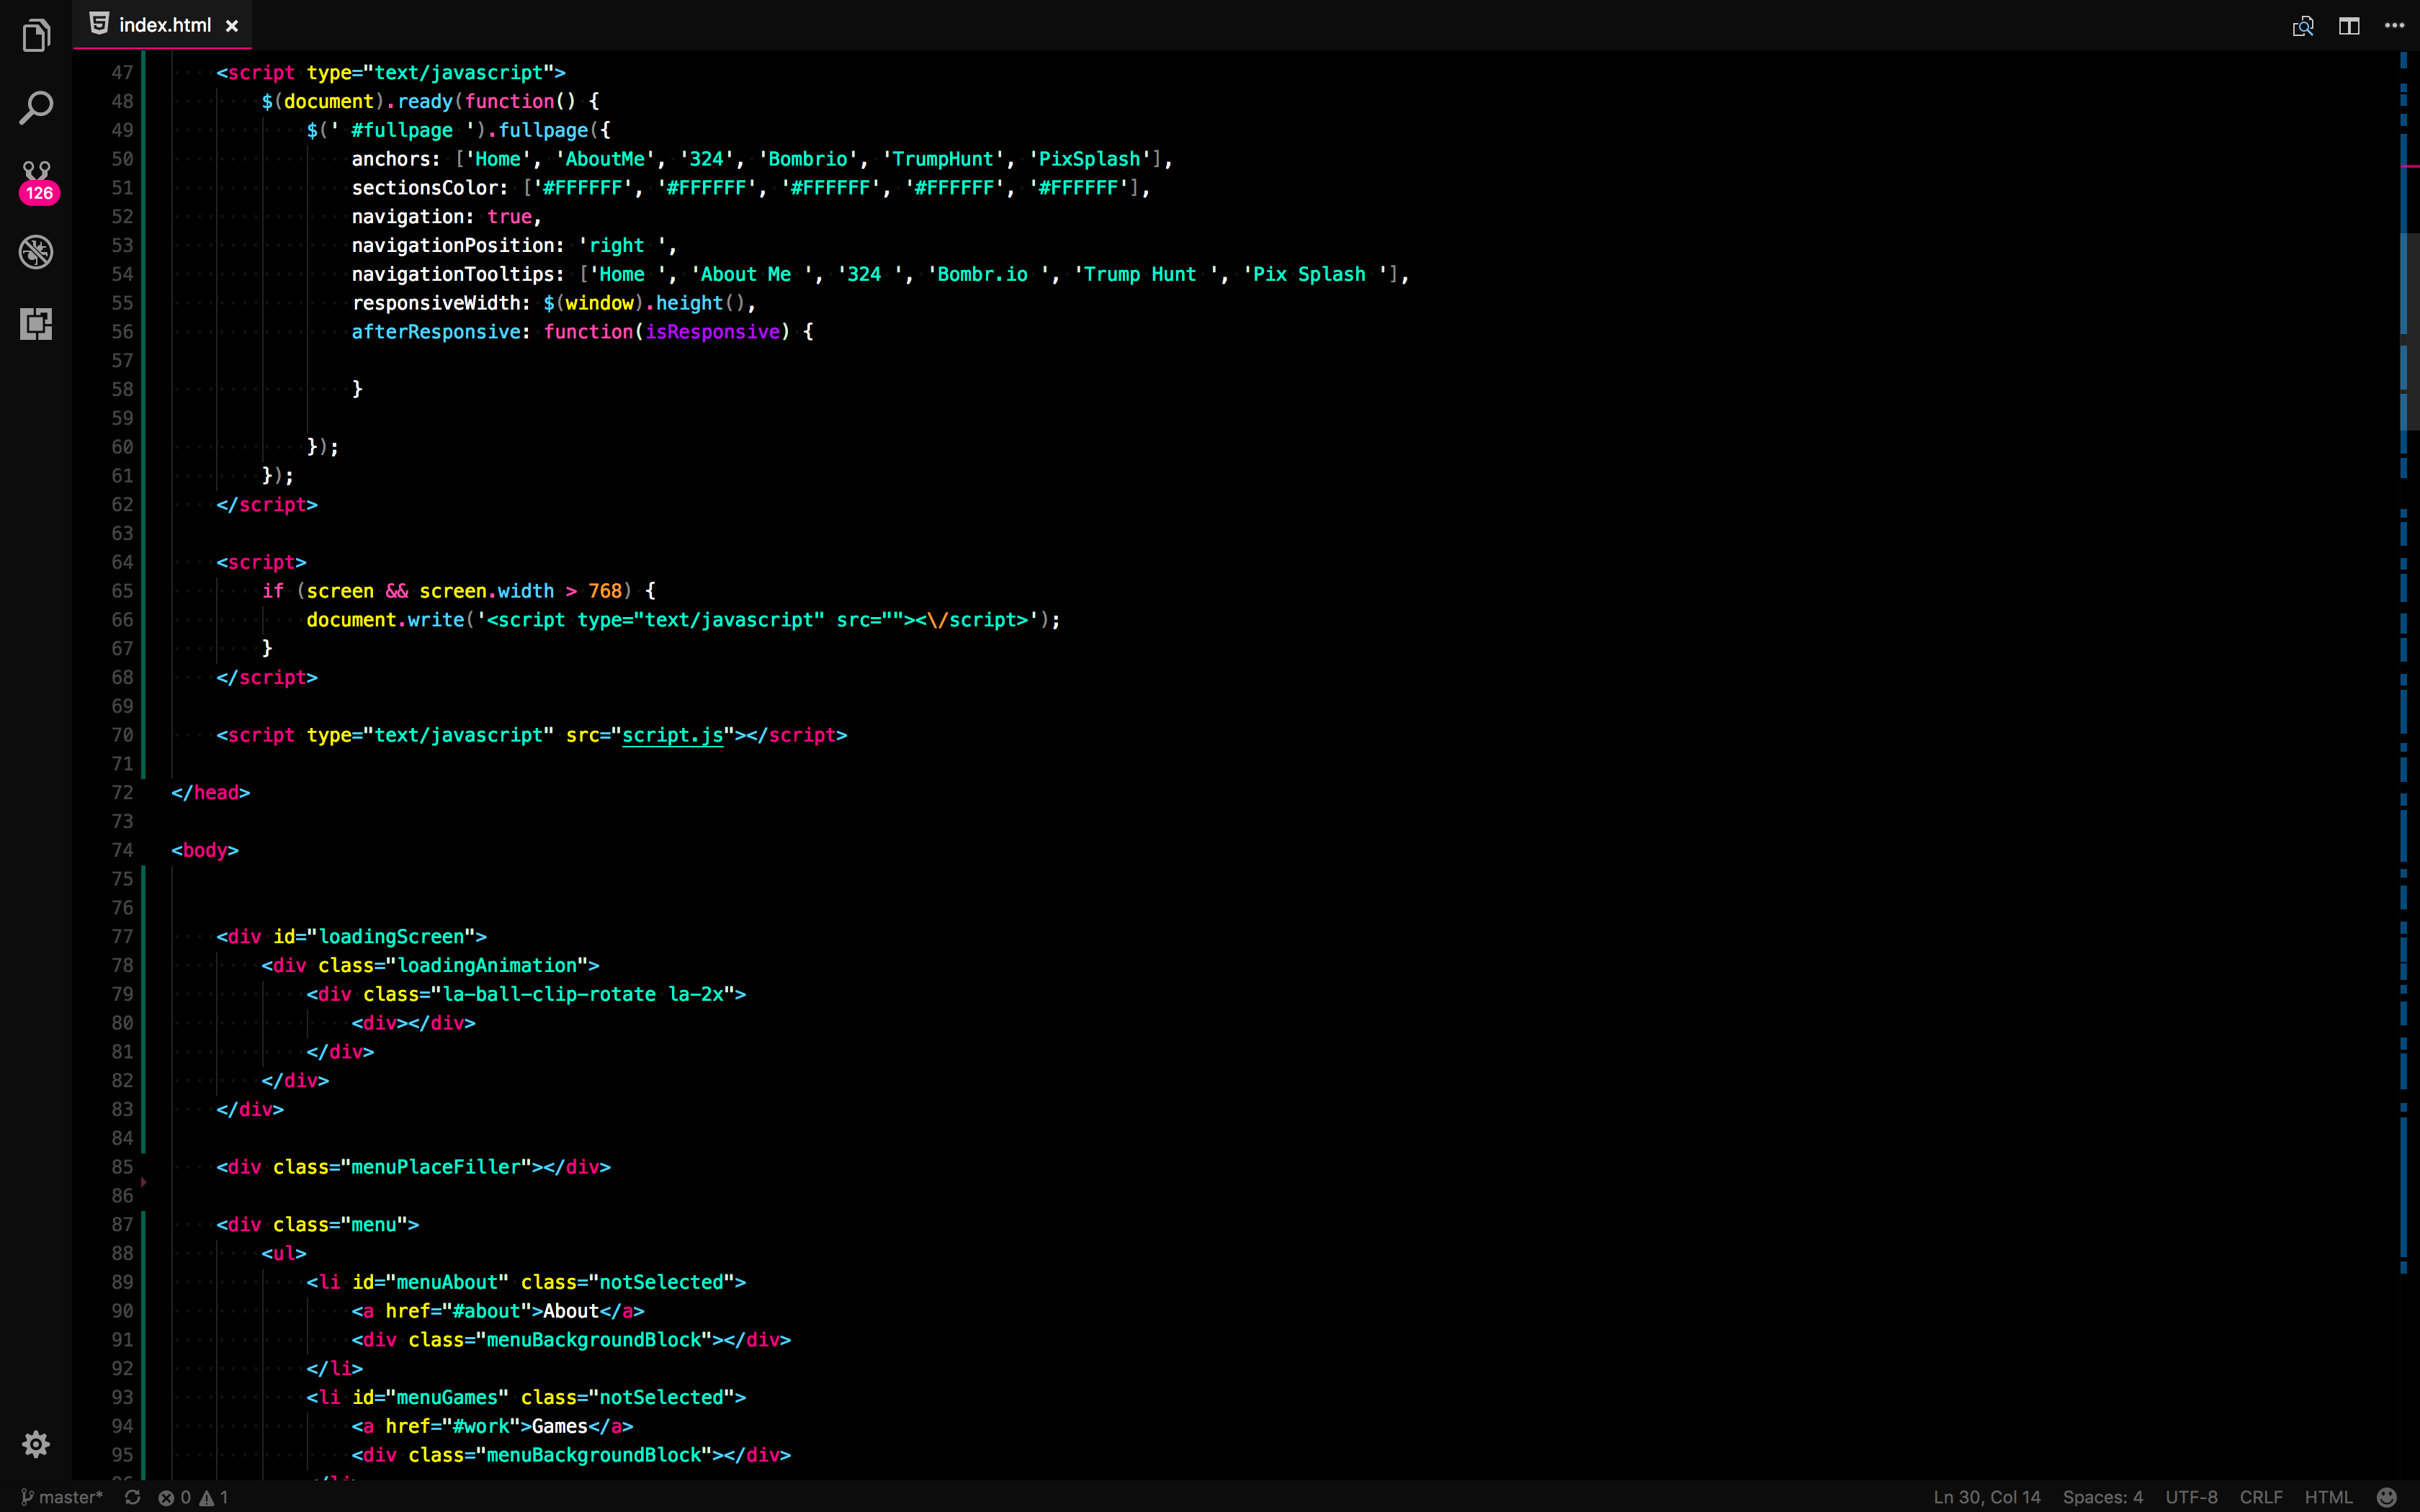 index.html
47 <script type="text/javascript">
48 $(document).ready(function() {
49 $(' #fullpage ').fullpage({
50 anchors: ['Home', 'AboutMe', '324', 'Bombrio', 'TrumpHunt', 'PixSplash'],
51 sectionsColor: ['#FFFFFF', '#FFFFFF', '#FFFFFF', '#FFFFFF', '#FFFFFF'],
52 navigation: true,
53 navigationPosition: 'right ',
54 navigationTooltips: ['Home ', 'About Me ', '324 ', 'Bombr.io ', 'Trump Hunt ', 'Pix Splash '],
55 responsiveWidth: $(window).height(),
56 afterResponsive: function(isResponsive) {
57
58 }
59
60 });
61 });
62 </script>
63
64 <script>
65 if (screen && screen.width > 768) {
66 document.write('<script type="text/javascript" src=""><\/script>');
67 }
68 </script>
69
70 <script type="text/javascript" src="script.js"></script>
71
72 </head>
73
74 <body>
75
76
77 <div id="loadingScreen">
78 <div class="loadingAnimation">
79 <div class="la-ball-clip-rotate la-2x">
80 <div></div>
81 </div>
82 </div>
83 </div>
84
85 <div class="menuPlaceFiller"></div>
86
87 <div class="menu">
88 <ul>
89 <li id="menuAbout" class="notSelected">
90 <a href="#about">About</a>
91 <div class="menuBackgroundBlock"></div>
92 </li>
93 <li id="menuGames" class="notSelected">
94 <a href="#work">Games</a>
95 <div class="menuBackgroundBlock"></div>
126
master* 0 1 Ln 30, Col 14 Spaces: 4 UTF-8 CRLF HTML